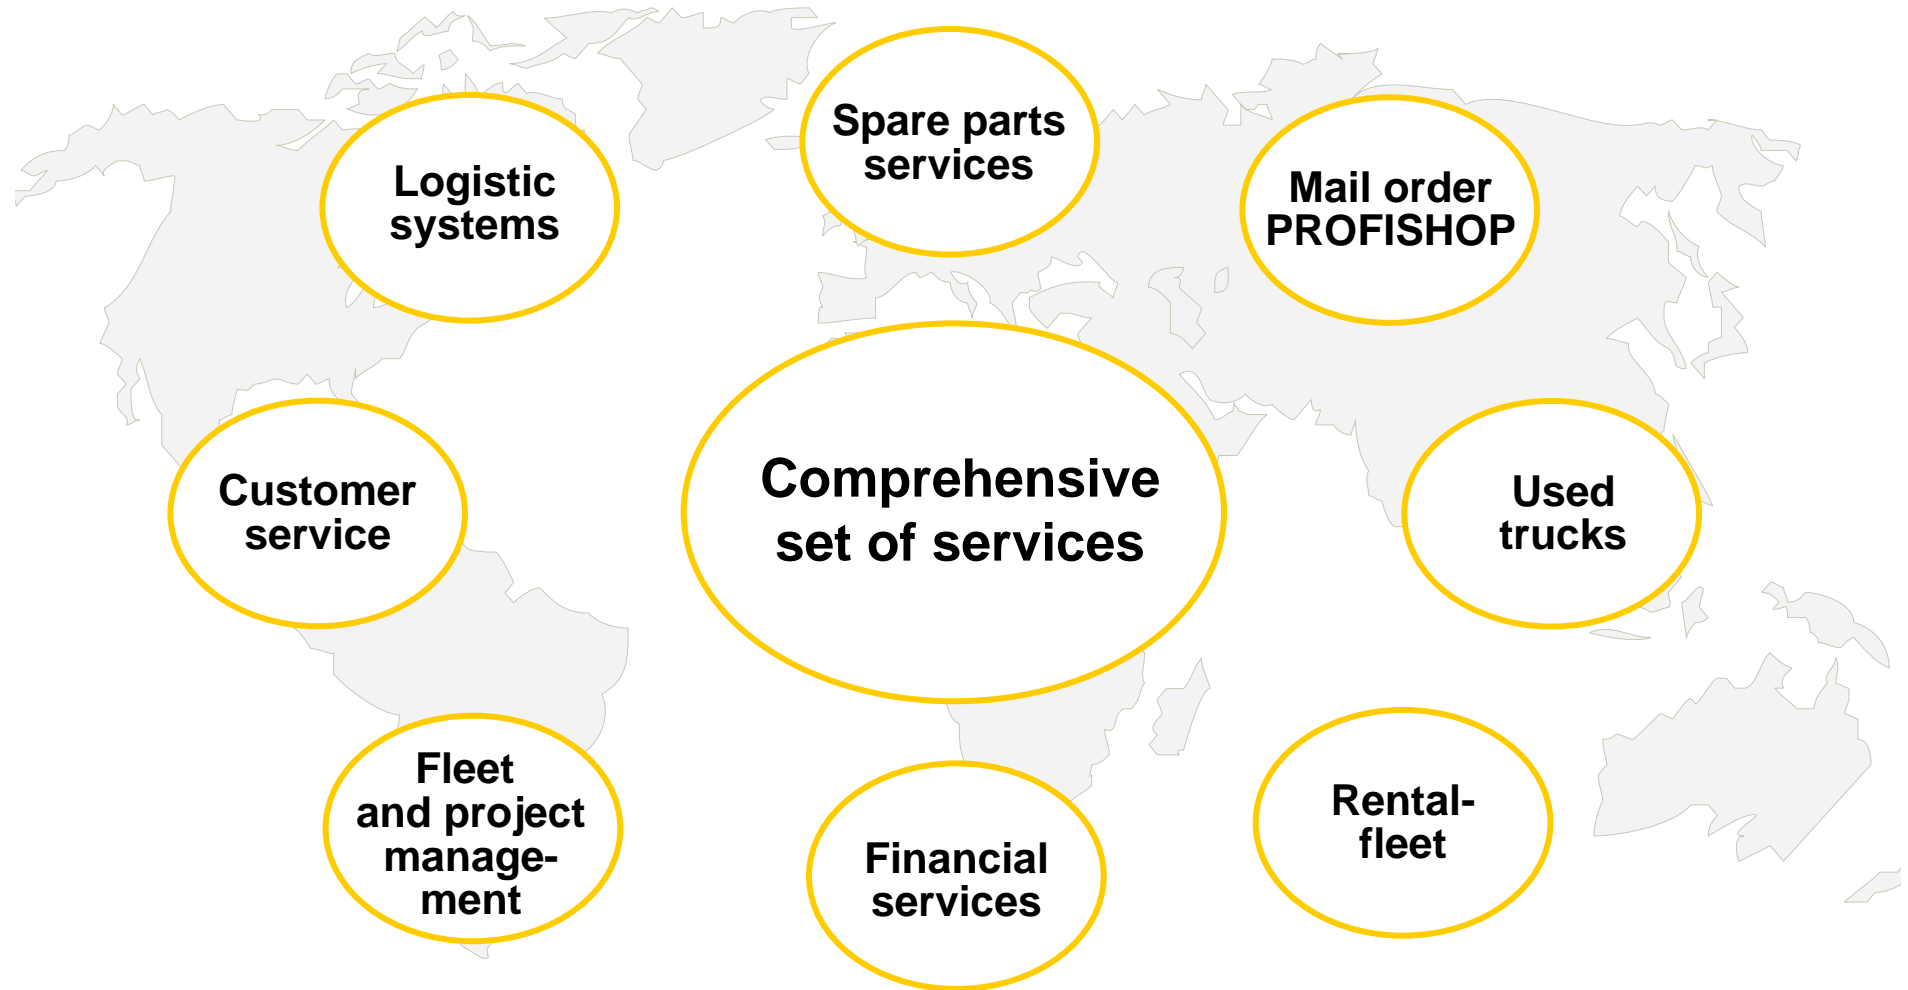 Spare parts
services
Logistic
systems
Mail order
PROFISHOP
Comprehensive
set of services
Customer
service
Used
trucks
Fleet
and project
manage-
ment
Financial
services
Rental-
fleet